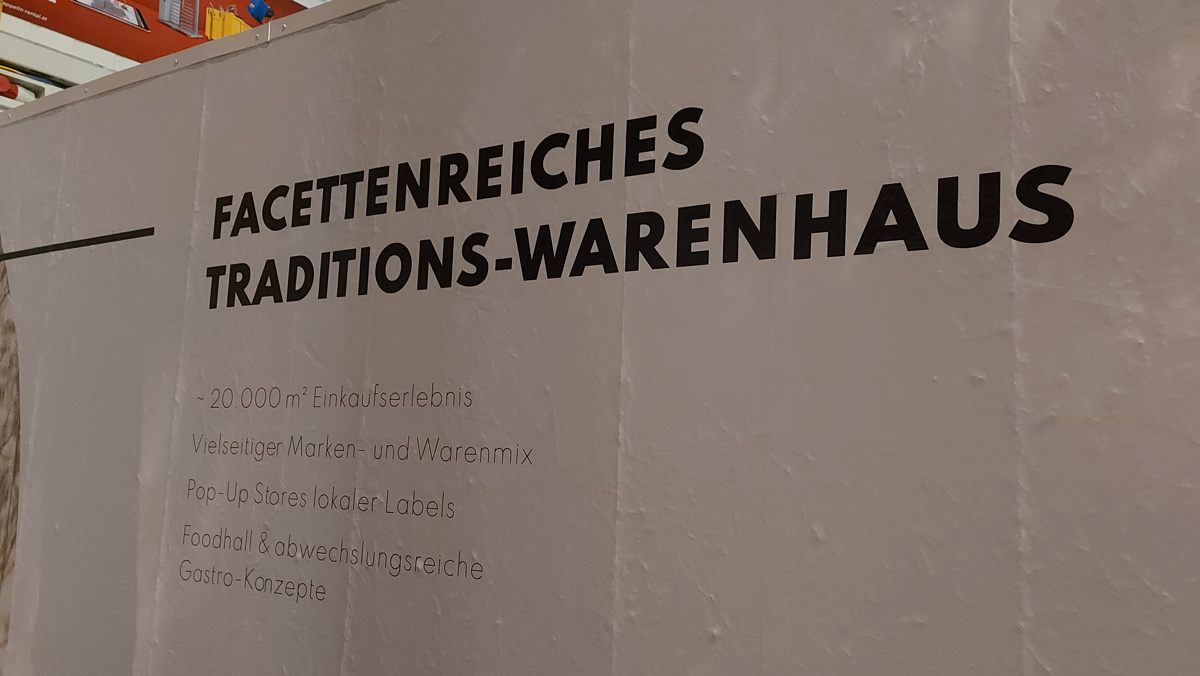 FACETTENREICHES
TRADITIONS-WARENHAUS
~ 20.000 m² Einkaufserlebnis
Vielseitiger Marken- und Warenmix
Pop-Up Stores lokaler Labels
Foodhall & abwechslungsreiche
Gastro-Konzepte